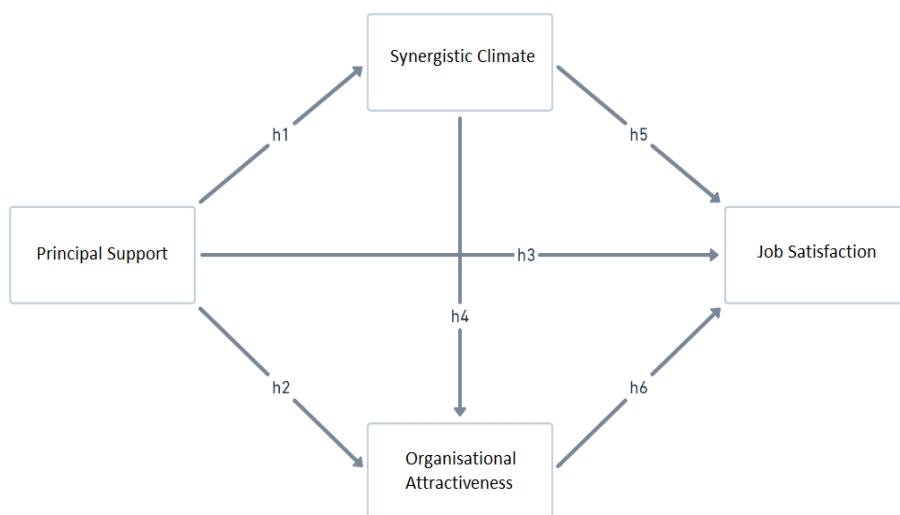 Synergistic Climate
h1
h5
Principal Support
h3
Job Satisfaction
h4
h2
h6
Organisational
Attractiveness